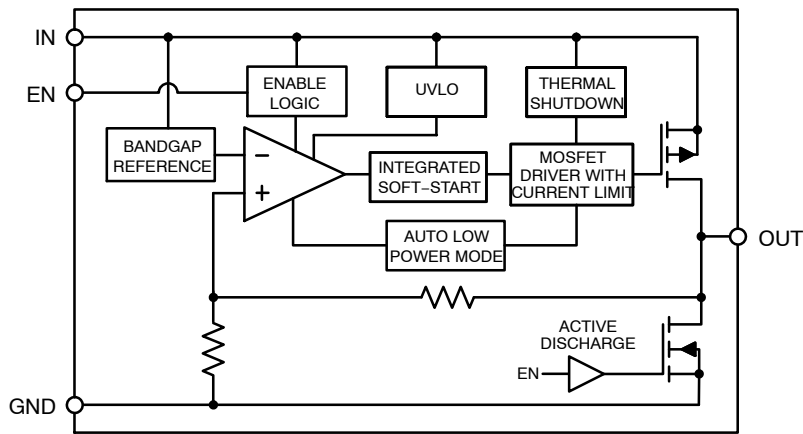 IN
EN
ENABLE
LOGIC
UVLO
THERMAL
SHUTDOWN
BANDGAP
REFERENCE
−
+
INTEGRATED
SOFT−START
MOSFET
DRIVER WITH
CURRENT LIMIT
AUTO LOW
POWER MODE
OUT
ACTIVE
DISCHARGE
EN
GND